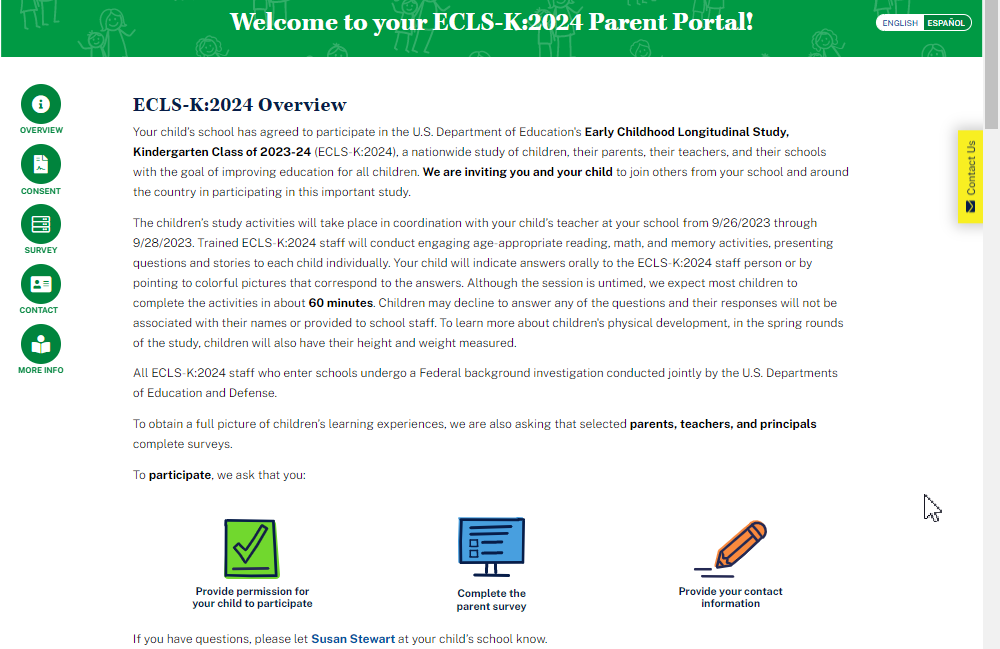 Welcome to your ECLS-K:2024 Parent Portal!
ENGLISH ESPAÑOL
OVERVIEW
CONSENT
SURVEY
CONTACT
MORE INFO
ECLS-K:2024 Overview
Your child's school has agreed to participate in the U.S. Department of Education's Early Childhood Longitudinal Study,
Kindergarten Class of 2023-24 (ECLS-K:2024), a nationwide study of children, their parents, their teachers, and their schools
with the goal of improving education for all children. We are inviting you and your child to join others from your school and around
the country in participating in this important study.
The children's study activities will take place in coordination with your child's teacher at your school from 9/26/2023 through
9/28/2023. Trained ECLS-K:2024 staff will conduct engaging age-appropriate reading, math, and memory activities, presenting
questions and stories to each child individually. Your child will indicate answers orally to the ECLS-K:2024 staff person or by
pointing to colorful pictures that correspond to the answers. Although the session is untimed, we expect most children to
complete the activities in about 60 minutes. Children may decline to answer any of the questions and their responses will not be
associated with their names or provided to school staff. To learn more about children's physical development, in the spring rounds
of the study, children will also have their height and weight measured.
All ECLS-K:2024 staff who enter schools undergo a Federal background investigation conducted jointly by the U.S. Departments
of Education and Defense.
To obtain a full picture of children's learning experiences, we are also asking that selected parents, teachers, and principals
complete surveys.
To participate, we ask that you:
Provide permission for
your child to participate
Complete the
parent survey
Provide your contact
information
If you have questions, please let Susan Stewart at your child's school know.
Contact Us